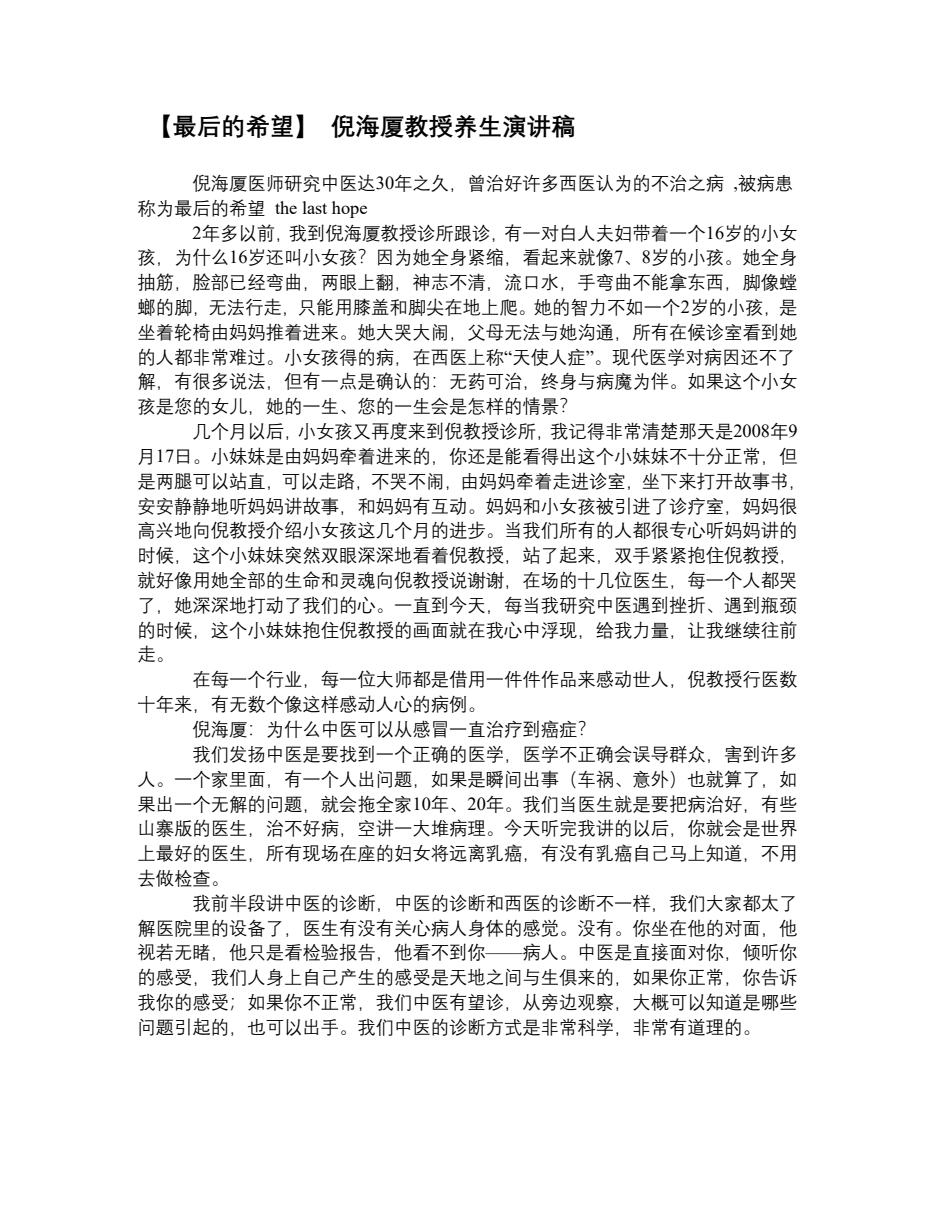 【最后的希望】 倪海厦教授养生演讲稿
倪海厦医师研究中医达30年之久，曾治好许多西医认为的不治之病 ,被病患
称为最后的希望 the last hope
2年多以前，我到倪海厦教授诊所跟诊，有一对白人夫妇带着一个16岁的小女
孩，为什么16岁还叫小女孩？因为她全身紧缩，看起来就像7、8岁的小孩。她全身
抽筋，脸部已经弯曲，两眼上翻，神志不清，流口水，手弯曲不能拿东西，脚像螳
螂的脚，无法行走，只能用膝盖和脚尖在地上爬。她的智力不如一个2岁的小孩，是
坐着轮椅由妈妈推着进来。她大哭大闹，父母无法与她沟通，所有在候诊室看到她
的人都非常难过。小女孩得的病，在西医上称“天使人症”。现代医学对病因还不了
解，有很多说法，但有一点是确认的：无药可治，终身与病魔为伴。如果这个小女
孩是您的女儿，她的一生、您的一生会是怎样的情景？
几个月以后，小女孩又再度来到倪教授诊所，我记得非常清楚那天是2008年9
月17日。小妹妹是由妈妈牵着进来的，你还是能看得出这个小妹妹不十分正常，但
是两腿可以站直，可以走路，不哭不闹，由妈妈牵着走进诊室，坐下来打开故事书，
安安静静地听妈妈讲故事，和妈妈有互动。妈妈和小女孩被引进了诊疗室，妈妈很
高兴地向倪教授介绍小女孩这几个月的进步。当我们所有的人都很专心听妈妈讲的
时候，这个小妹妹突然双眼深深地看着倪教授，站了起来，双手紧紧抱住倪教授，
就好像用她全部的生命和灵魂向倪教授说谢谢，在场的十几位医生，每一个人都哭
了，她深深地打动了我们的心。一直到今天，每当我研究中医遇到挫折、遇到瓶颈
的时候，这个小妹妹抱住倪教授的画面就在我心中浮现，给我力量，让我继续往前
走。
在每一个行业，每一位大师都是借用一件件作品来感动世人，倪教授行医数
十年来，有无数个像这样感动人心的病例。
倪海厦：为什么中医可以从感冒一直治疗到癌症？
我们发扬中医是要找到一个正确的医学，医学不正确会误导群众，害到许多
人。一个家里面，有一个人出问题，如果是瞬间出事（车祸、意外）也就算了，如
果出一个无解的问题，就会拖全家10年、20年。我们当医生就是要把病治好，有些
山寨版的医生，治不好病，空讲一大堆病理。今天听完我讲的以后，你就会是世界
上最好的医生，所有现场在座的妇女将远离乳癌，有没有乳癌自己马上知道，不用
去做检查。
我前半段讲中医的诊断，中医的诊断和西医的诊断不一样，我们大家都太了
解医院里的设备了，医生有没有关心病人身体的感觉。没有。你坐在他的对面，他
视若无睹，他只是看检验报告，他看不到你——病人。中医是直接面对你，倾听你
的感受，我们人身上自己产生的感受是天地之间与生俱来的，如果你正常，你告诉
我你的感受；如果你不正常，我们中医有望诊，从旁边观察，大概可以知道是哪些
问题引起的，也可以出手。我们中医的诊断方式是非常科学，非常有道理的。